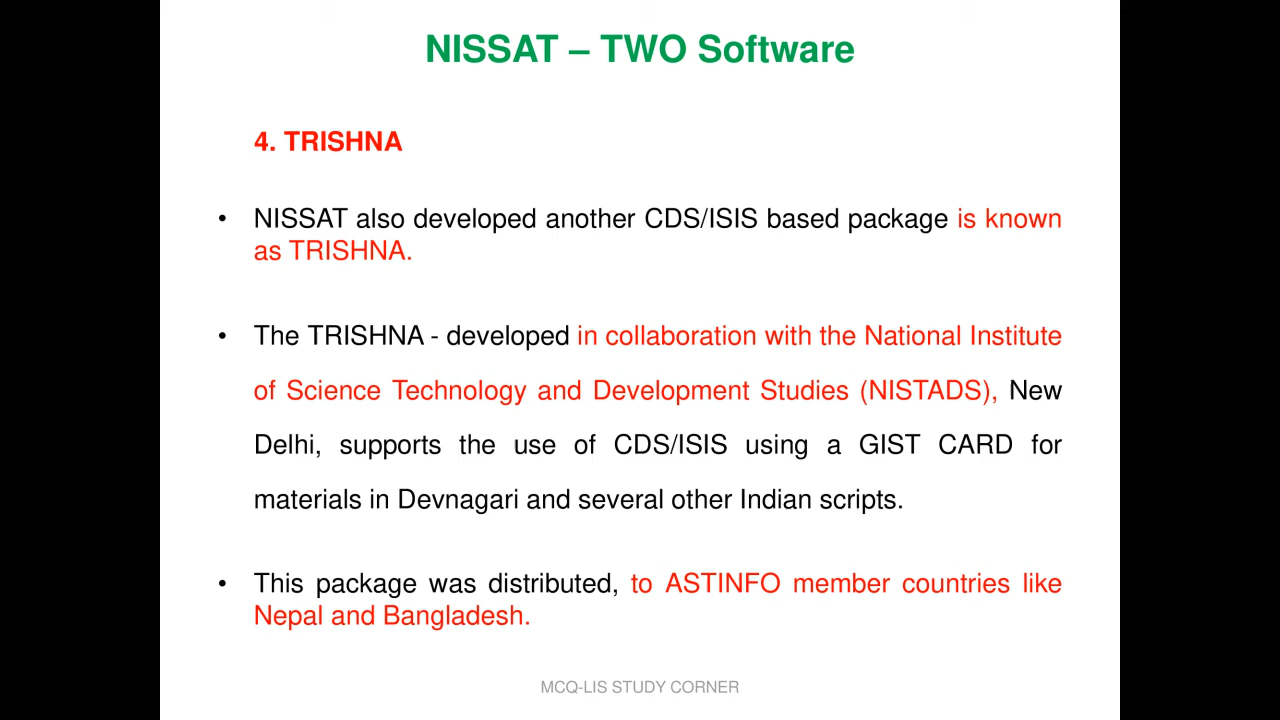 NISSAT – TWO Software
4. TRISHNA
• NISSAT also developed another CDS/ISIS based package is known
as TRISHNA.
• The TRISHNA - developed in collaboration with the National Institute
of Science Technology and Development Studies (NISTADS), New
Delhi, supports the use of CDS/ISIS using a GIST CARD for
materials in Devnagari and several other Indian scripts.
• This package was distributed, to ASTINFO member countries like
Nepal and Bangladesh.
MCQ-LIS STUDY CORNER